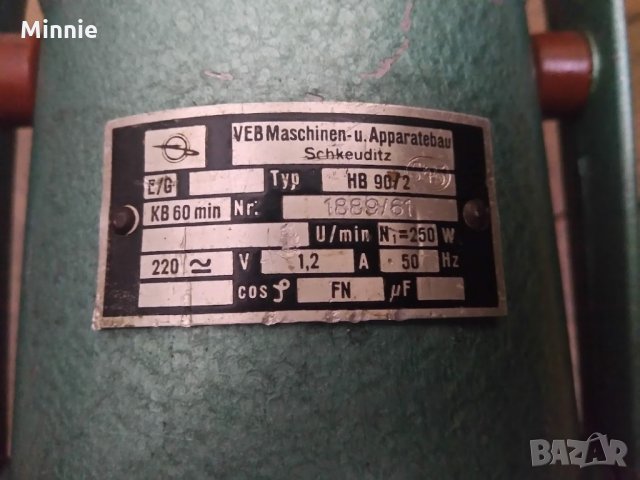 Minnie
VEB Maschinen-u. Apparatebau
Schkeuditz
E/G Typ HB 90/2
KB 60 min Nr. 1889/61
U/min N₁=250 W
220 ≂ V 1,2 A 50 Hz
cos φ FN µF
BAZAR